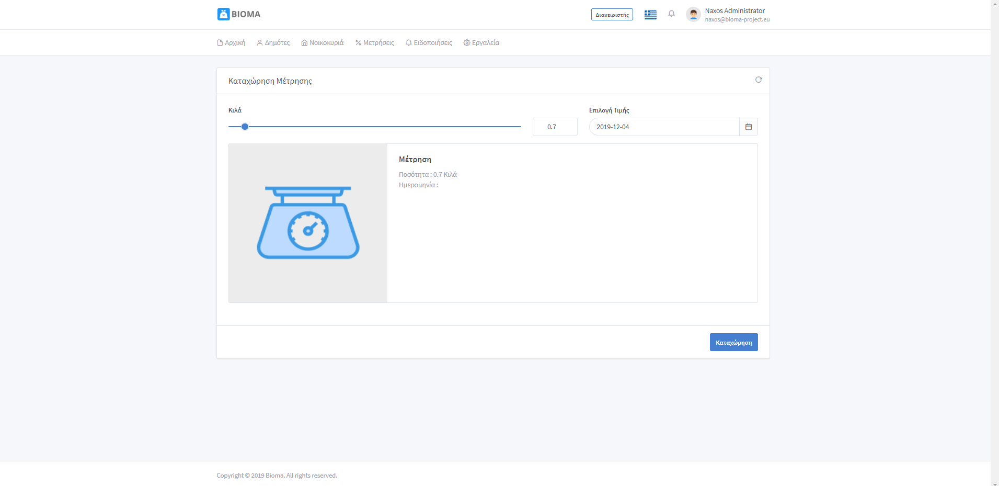 BIOMA
Διαχειριστής
Naxos Administrator
naxos@bioma-project.eu
Αρχική
Δημότες
Νοικοκυριά
Μετρήσεις
Ειδοποιήσεις
Εργαλεία
Καταχώρηση Μέτρησης
Κιλά
Επιλογή Τιμής
0.7
2019-12-04
Μέτρηση
Ποσότητα : 0.7 Κιλά
Ημερομηνία :
Καταχώρηση
Copyright © 2019 Bioma. All rights reserved.